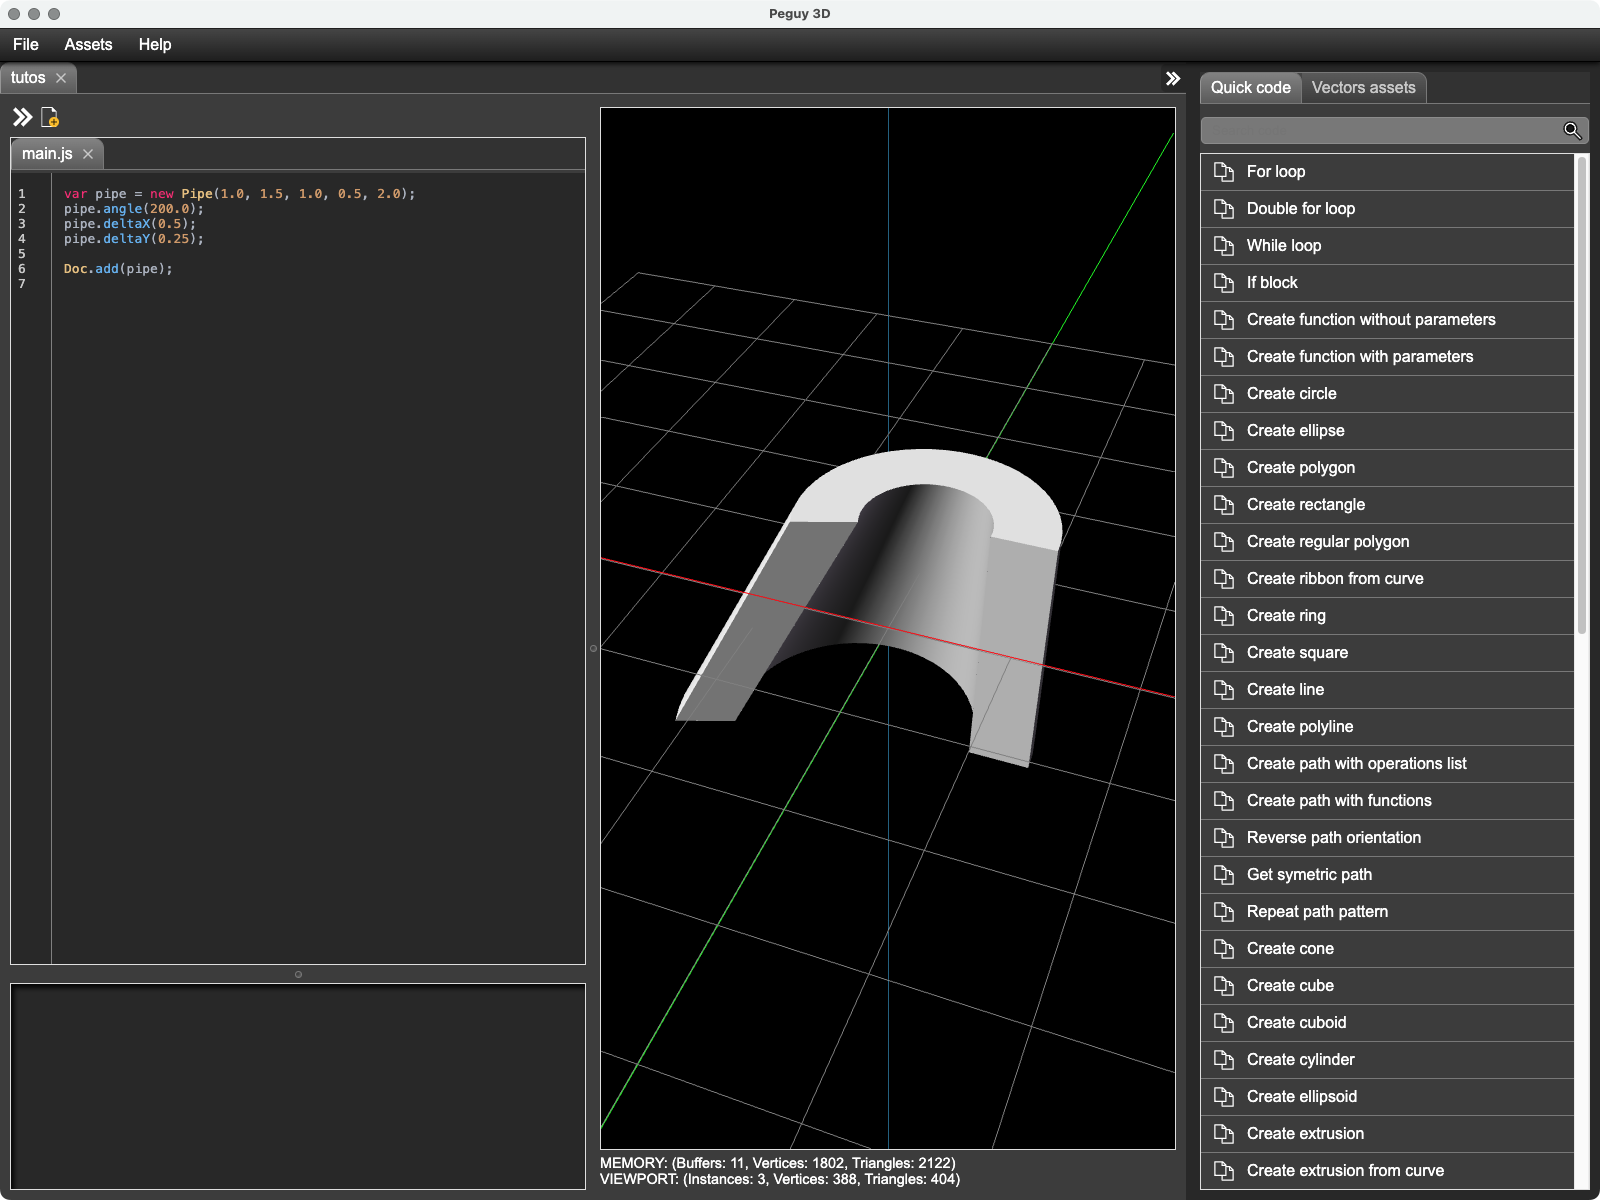 Peguy 3D
File Assets Help
tutos
main.js
1 var pipe = new Pipe(1.0, 1.5, 1.0, 0.5, 2.0);
2 pipe.angle(200.0);
3 pipe.deltaX(0.5);
4 pipe.deltaY(0.25);
5
6 Doc.add(pipe);
7
MEMORY: (Buffers: 11, Vertices: 1802, Triangles: 2122)
VIEWPORT: (Instances: 3, Vertices: 388, Triangles: 404)
Quick code Vectors assets
For loop
Double for loop
While loop
If block
Create function without parameters
Create function with parameters
Create circle
Create ellipse
Create polygon
Create rectangle
Create regular polygon
Create ribbon from curve
Create ring
Create square
Create line
Create polyline
Create path with operations list
Create path with functions
Reverse path orientation
Get symetric path
Repeat path pattern
Create cone
Create cube
Create cuboid
Create cylinder
Create ellipsoid
Create extrusion
Create extrusion from curve